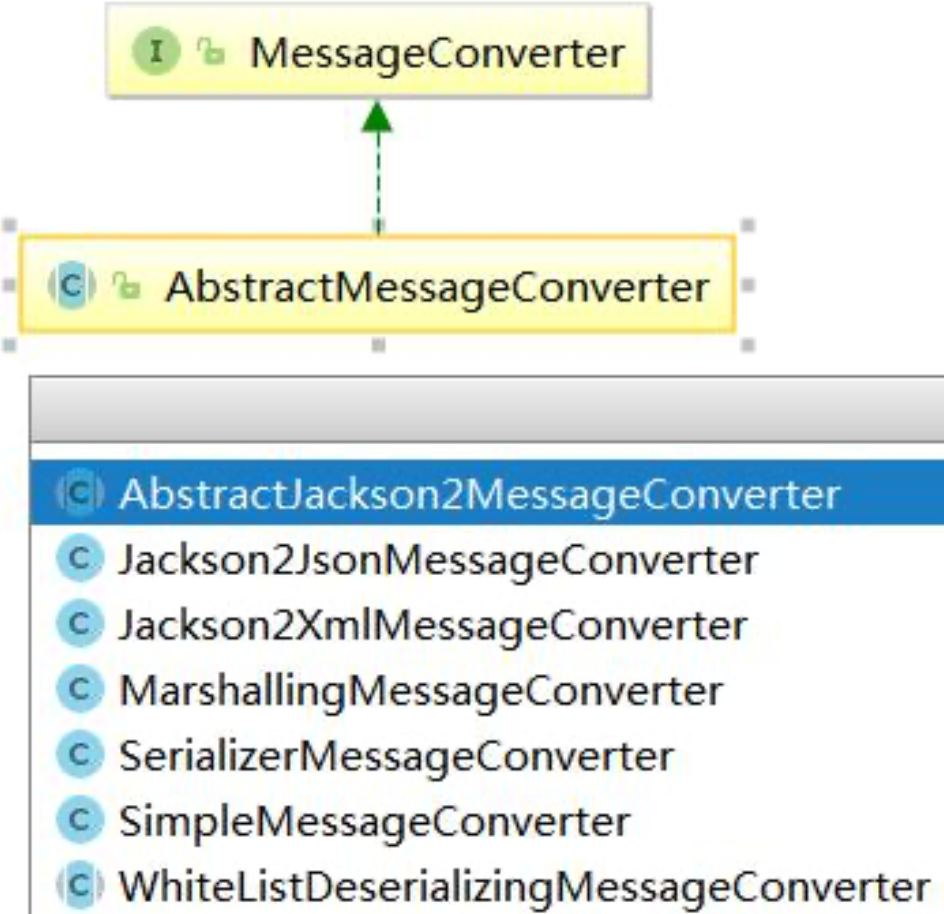 I MessageConverter
C AbstractMessageConverter
C AbstractJackson2MessageConverter
C Jackson2JsonMessageConverter
C Jackson2XmlMessageConverter
C MarshallingMessageConverter
C SerializerMessageConverter
C SimpleMessageConverter
C WhiteListDeserializingMessageConverter